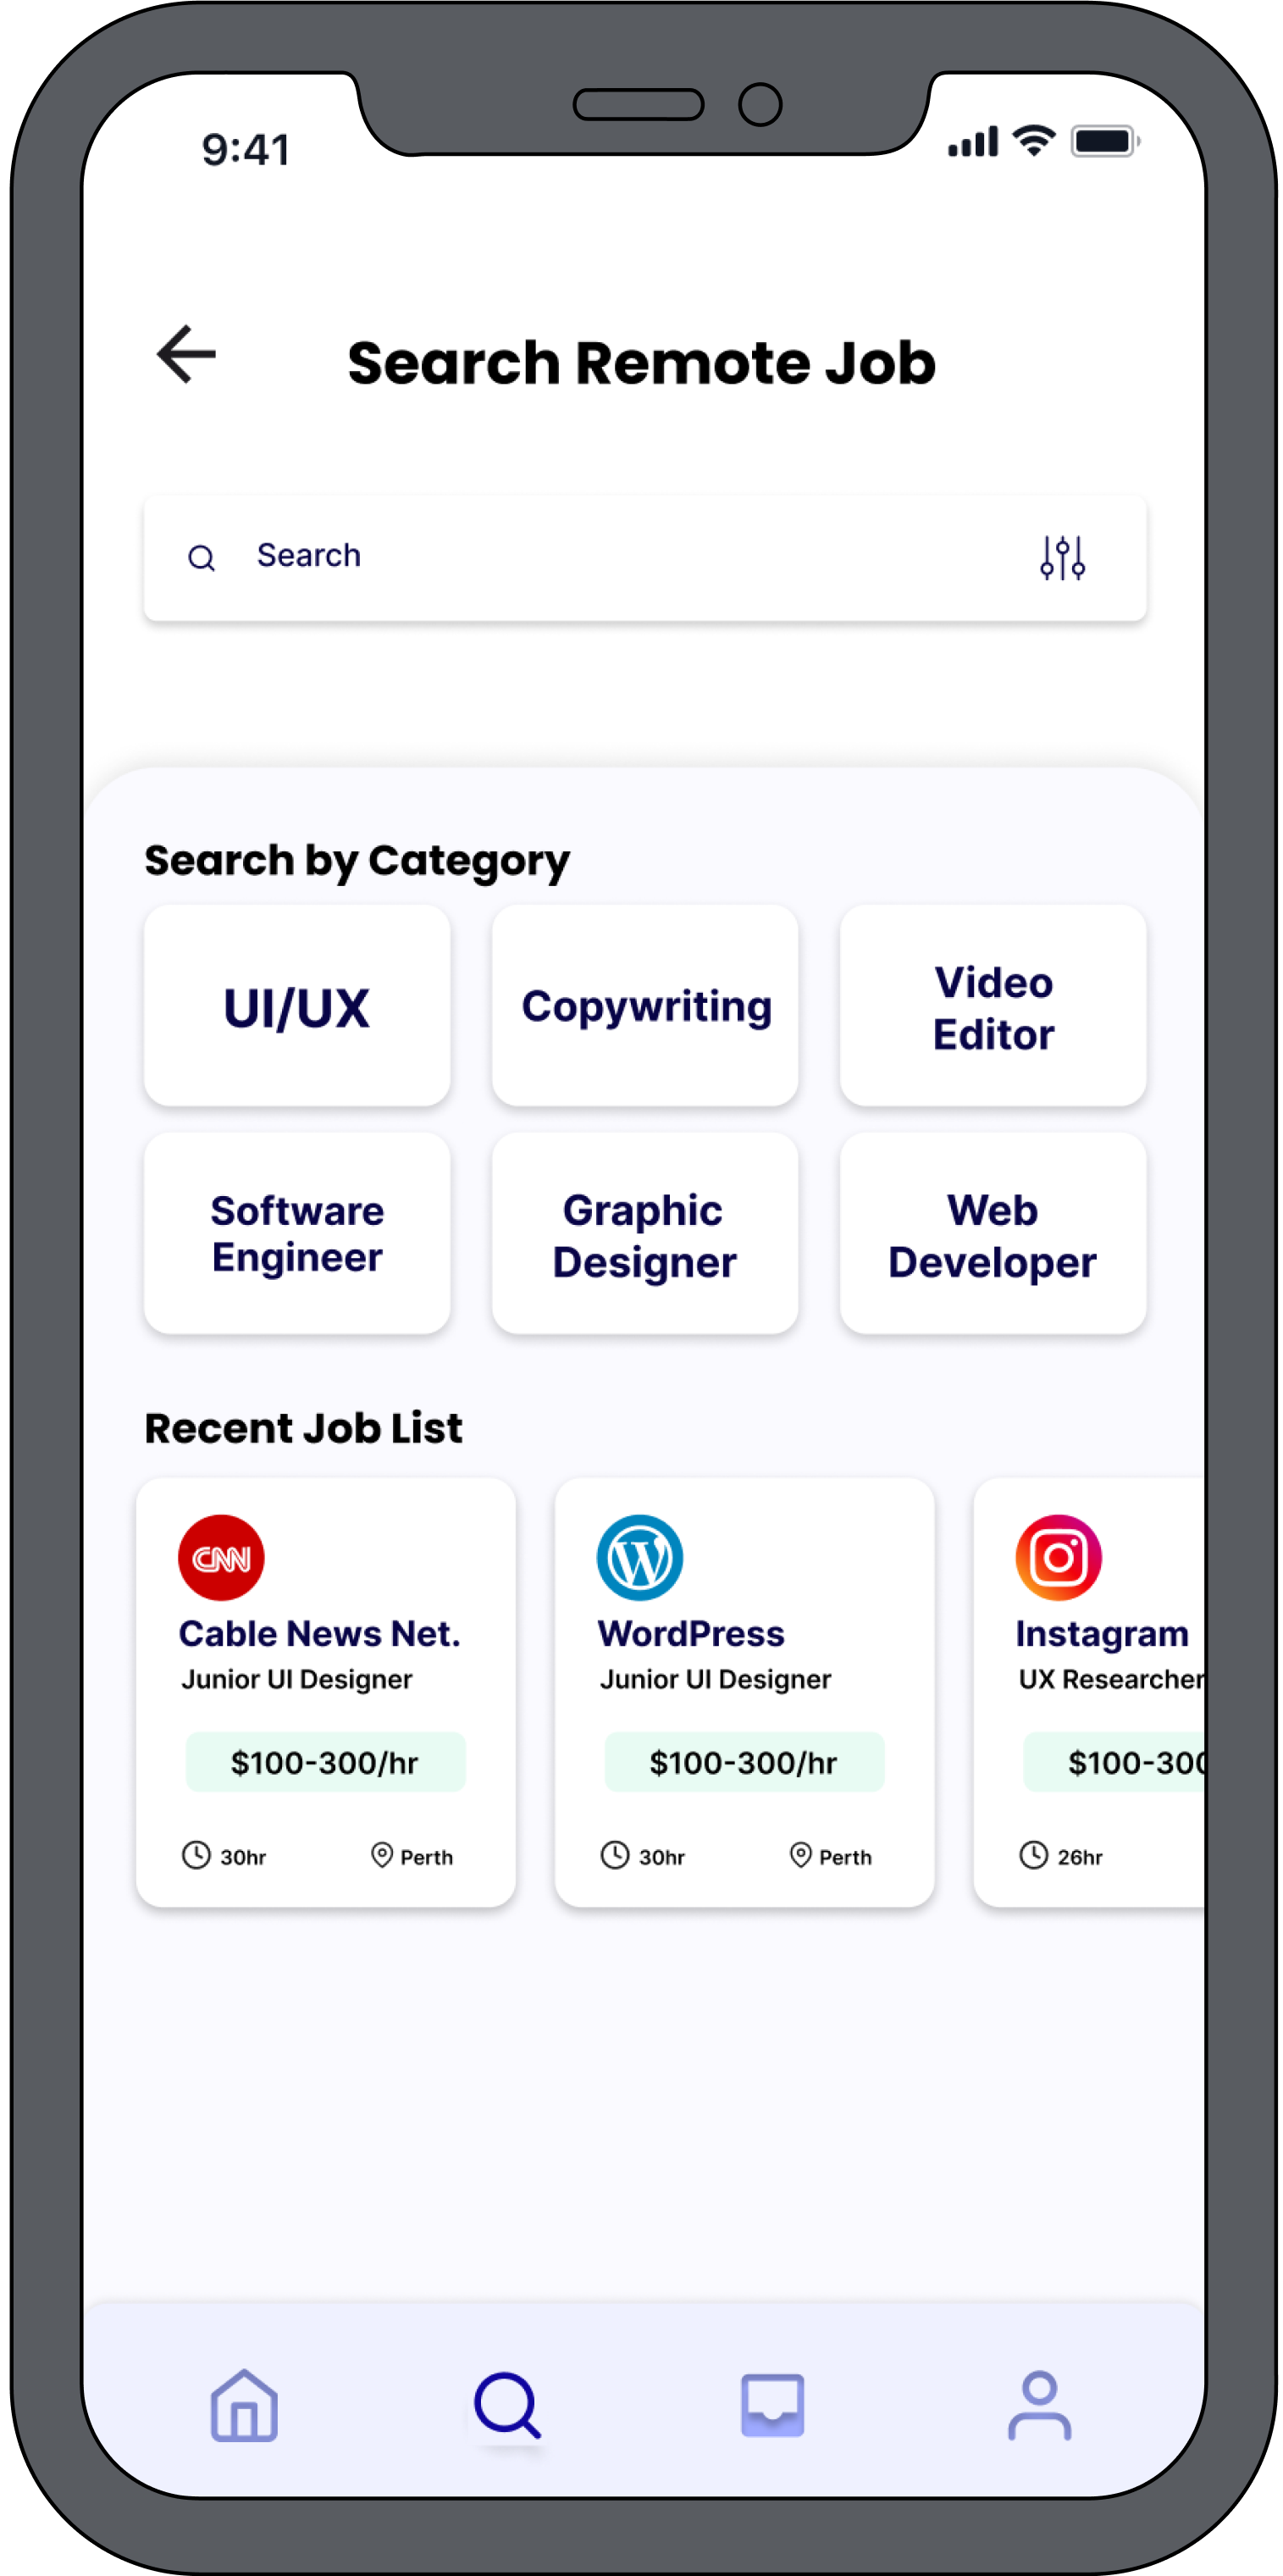 9:41
Search Remote Job
Search
Search by Category
UI/UX
Copywriting
Video
Editor
Software
Engineer
Graphic
Designer
Web
Developer
Recent Job List
CNN
Cable News Net.
Junior UI Designer
$100-300/hr
30hr
Perth
W
WordPress
Junior UI Designer
$100-300/hr
30hr
Perth
Instagram
UX Researcher
$100-300
26hr